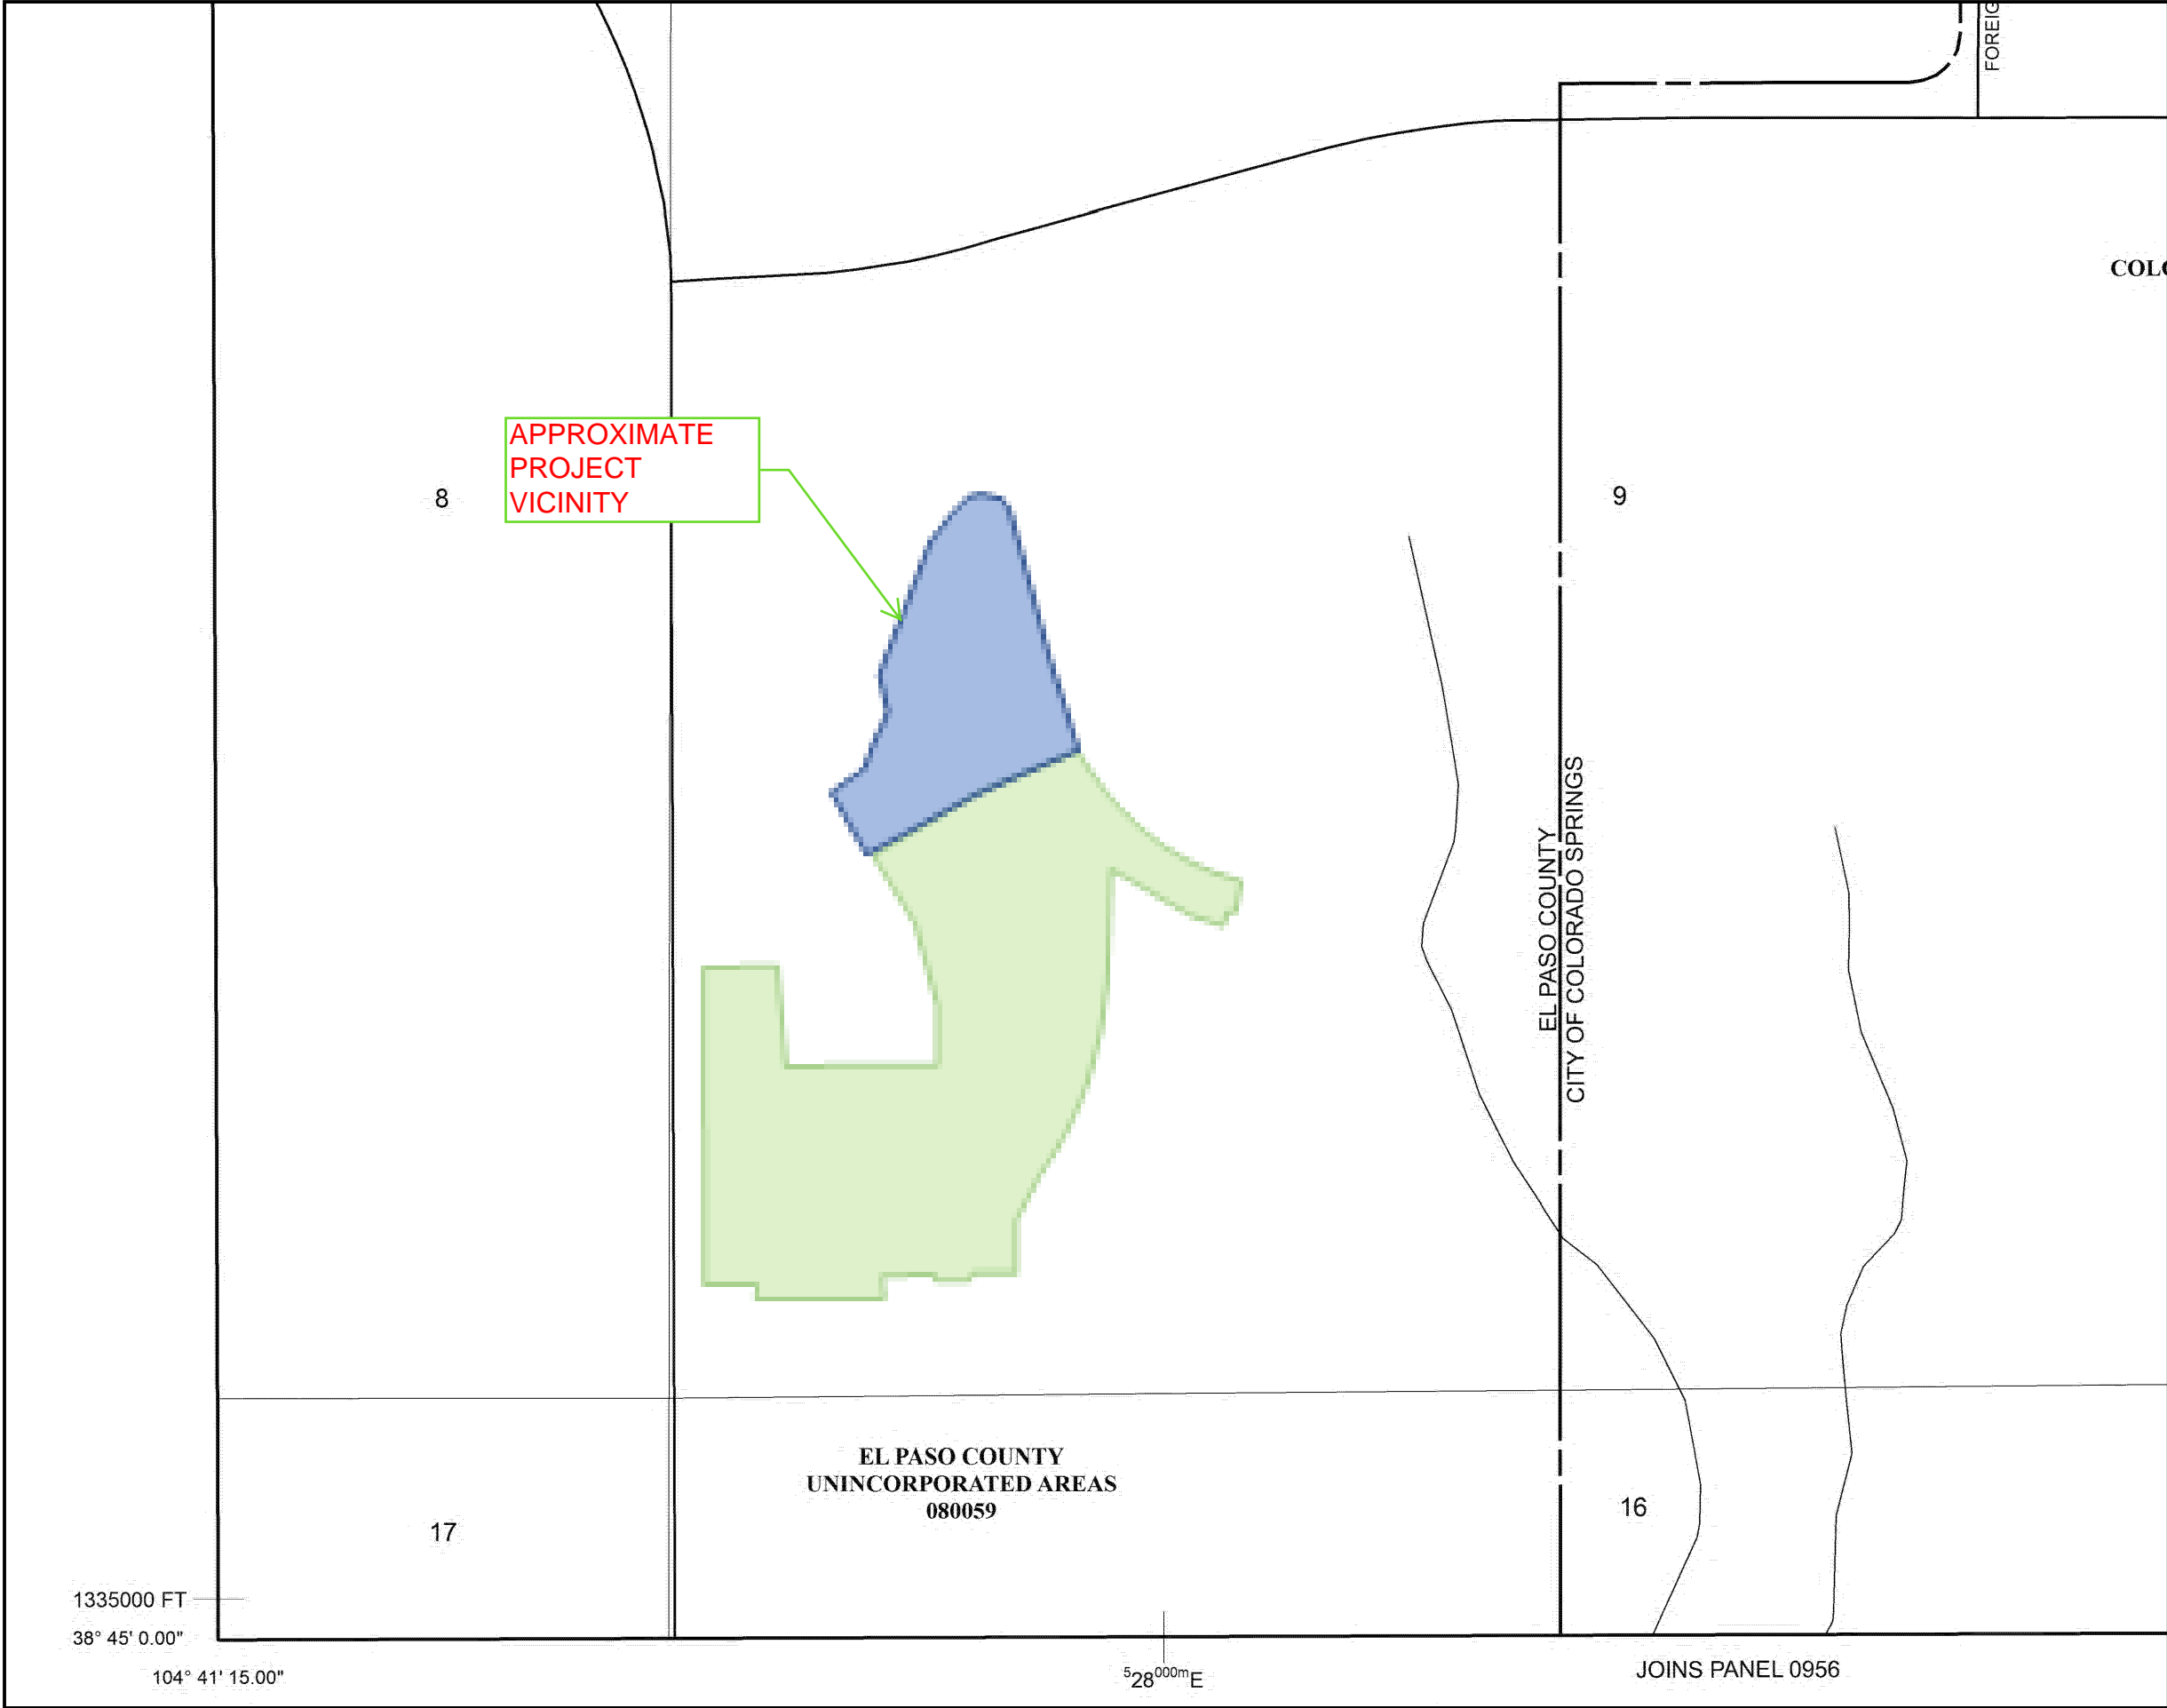 FOREIG
COLO
APPROXIMATE
PROJECT
VICINITY
8
9
EL PASO COUNTY
CITY OF COLORADO SPRINGS
EL PASO COUNTY
UNINCORPORATED AREAS
080059
17
16
1335000 FT
38° 45' 0.00"
104° 41' 15.00"
528000mE
JOINS PANEL 0956